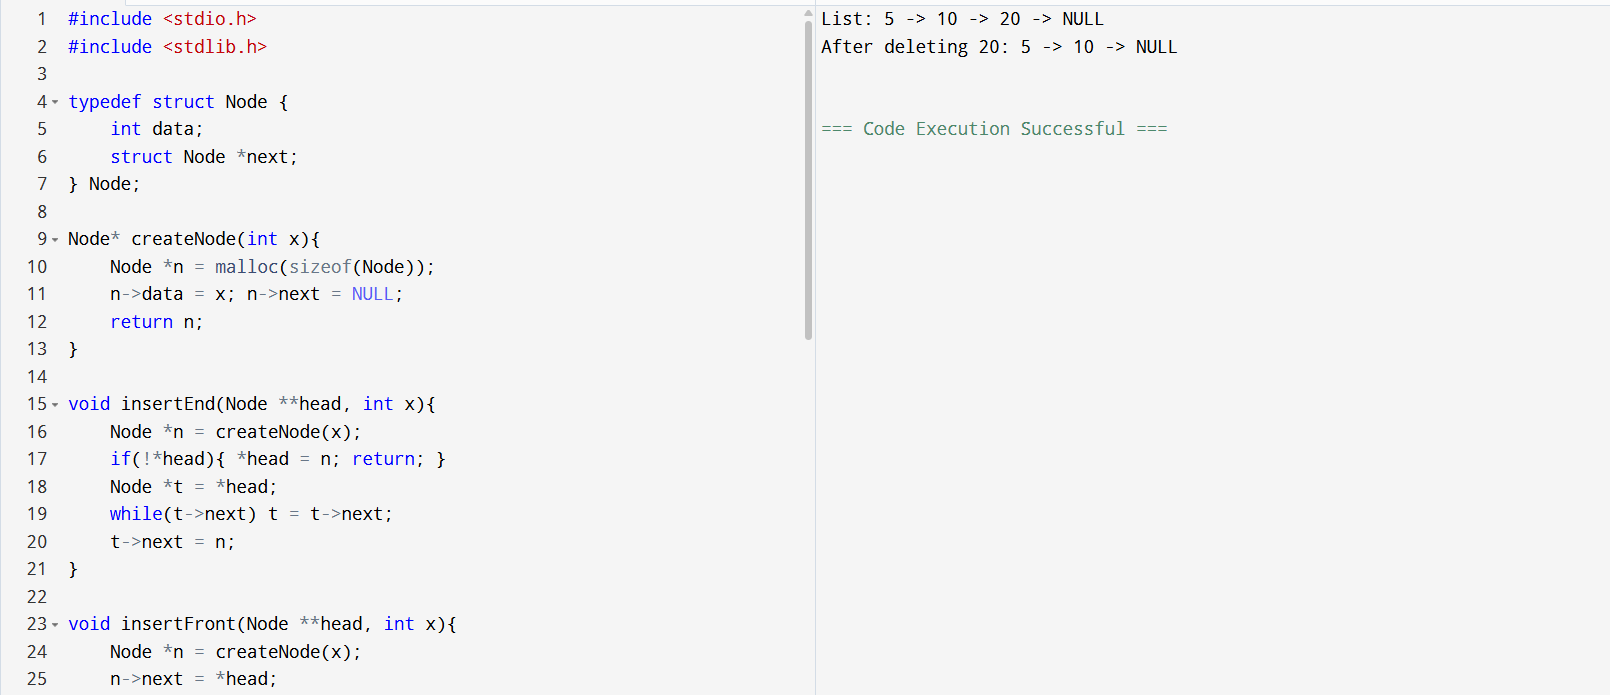 1 #include <stdio.h>
2 #include <stdlib.h>
3
4 typedef struct Node {
5 int data;
6 struct Node *next;
7 } Node;
8
9 Node* createNode(int x){
10 Node *n = malloc(sizeof(Node));
11 n->data = x; n->next = NULL;
12 return n;
13 }
14
15 void insertEnd(Node **head, int x){
16 Node *n = createNode(x);
17 if(!*head){ *head = n; return; }
18 Node *t = *head;
19 while(t->next) t = t->next;
20 t->next = n;
21 }
22
23 void insertFront(Node **head, int x){
24 Node *n = createNode(x);
25 n->next = *head;
List: 5 -> 10 -> 20 -> NULL
After deleting 20: 5 -> 10 -> NULL
=== Code Execution Successful ===